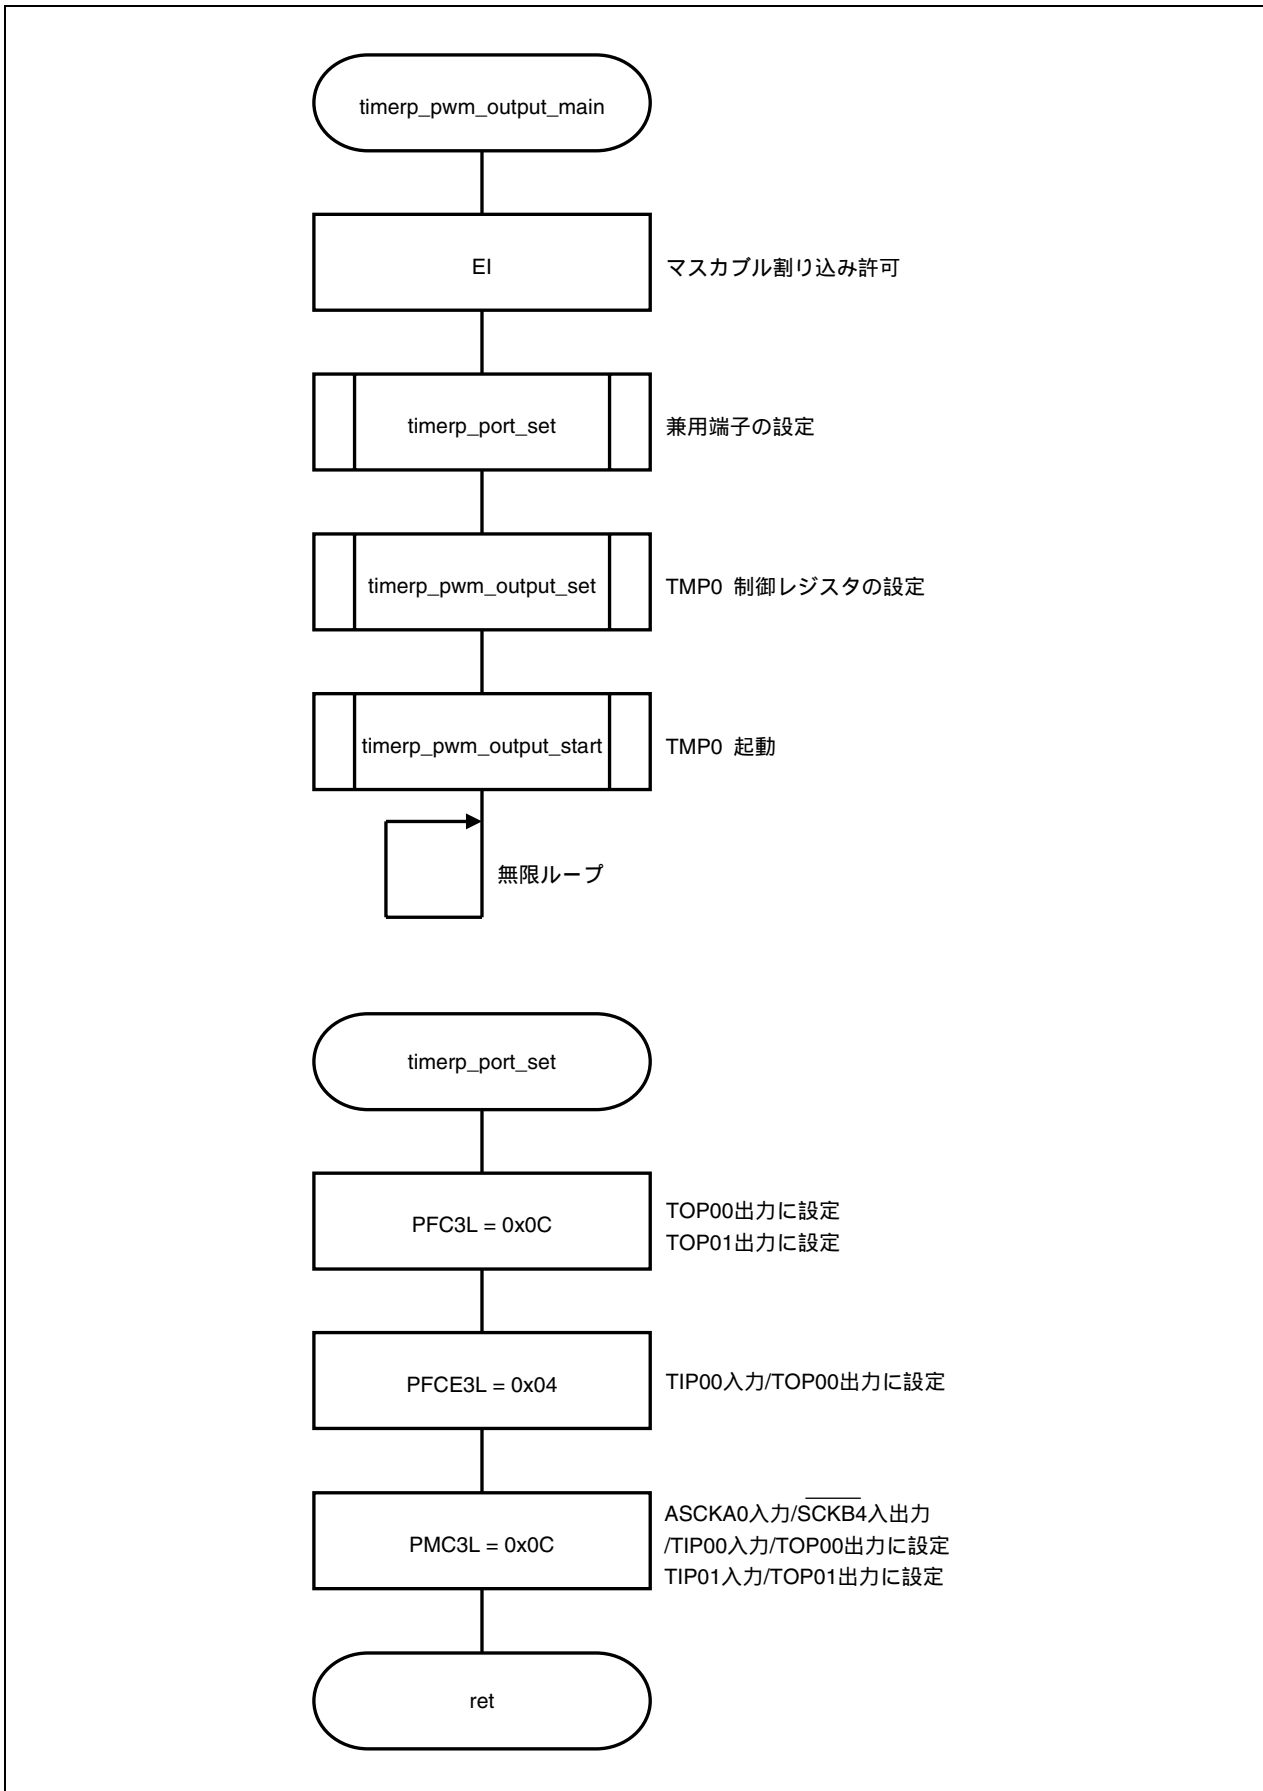 timerp_pwm_output_main
EI
マスカブル割り込み許可
timerp_port_set
兼用端子の設定
timerp_pwm_output_set
TMP0 制御レジスタの設定
timerp_pwm_output_start
TMP0 起動
無限ループ
timerp_port_set
PFC3L = 0x0C
TOP00出力に設定
TOP01出力に設定
PFCE3L = 0x04
TIP00入力/TOP00出力に設定
PMC3L = 0x0C
ASCKA0入力/SCKB4入出力
/TIP00入力/TOP00出力に設定
TIP01入力/TOP01出力に設定
ret